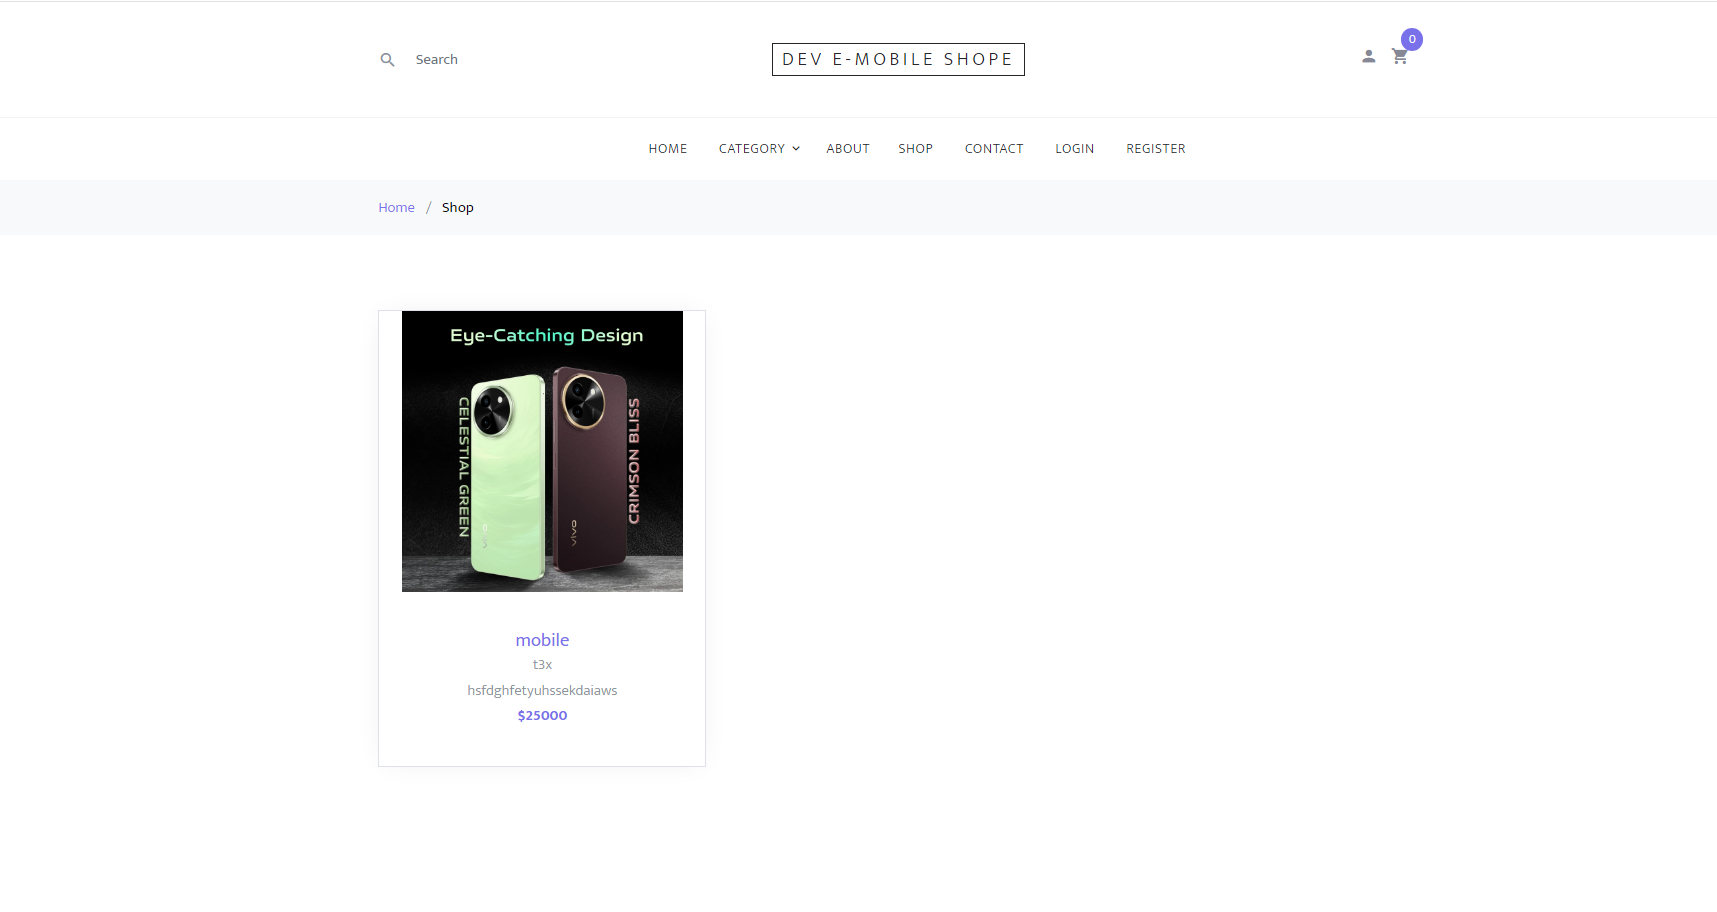 Search
DEV E-MOBILE SHOPE
0
HOME CATEGORY ABOUT SHOP CONTACT LOGIN REGISTER
Home / Shop
Eye-Catching Design
CELESTIAL GREEN
CRIMSON BLISS
vivo
vivo
mobile
t3x
hsfdghfetyuhssekdaiaws
$25000